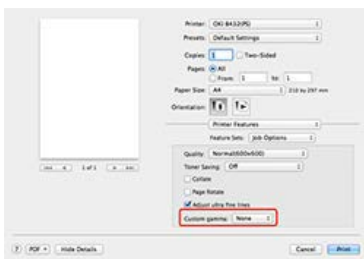 Printer: OKI-B432(PS)
Presets: Default Settings
Copies: 1 Two-Sided
Pages: All
From: 1 to: 1
Paper Size: A4 210 by 297 mm
Orientation:
Printer Features
Feature Sets: Job Options
Quality: Normal(600x600)
Toner Saving: Off
Collate
Page Rotate
Adjust ultra fine lines
Custom gamma: None
1 of 1
? PDF Hide Details Cancel Print